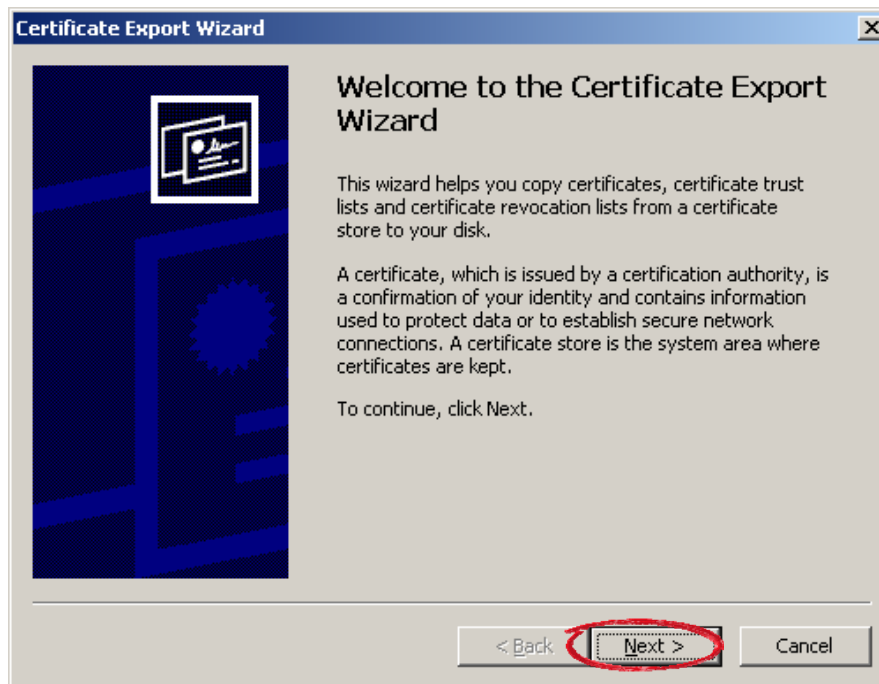 Certificate Export Wizard
Welcome to the Certificate Export
Wizard
This wizard helps you copy certificates, certificate trust
lists and certificate revocation lists from a certificate
store to your disk.
A certificate, which is issued by a certification authority, is
a confirmation of your identity and contains information
used to protect data or to establish secure network
connections. A certificate store is the system area where
certificates are kept.
To continue, click Next.
< Back Next > Cancel